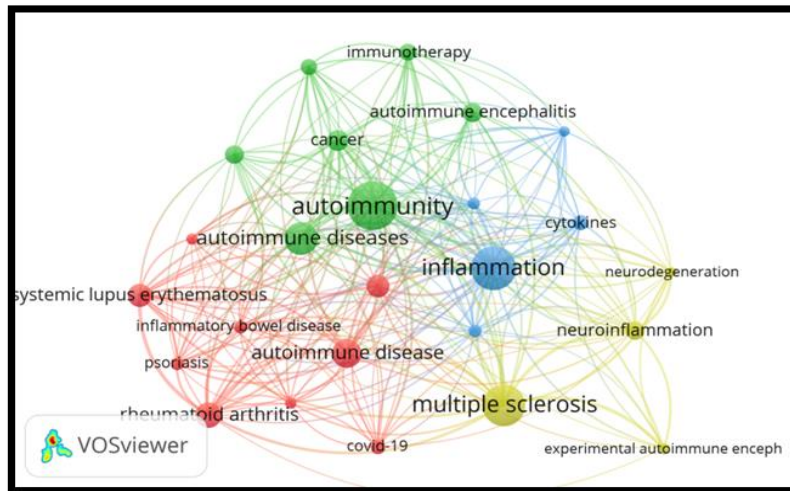 immunotherapy
autoimmune encephalitis
cancer
autoimmunity
cytokines
autoimmune diseases
inflammation
neurodegeneration
systemic lupus erythematosus
inflammatory bowel disease
neuroinflammation
autoimmune disease
psoriasis
multiple sclerosis
rheumatoid arthritis
covid-19
experimental autoimmune enceph
VOSviewer